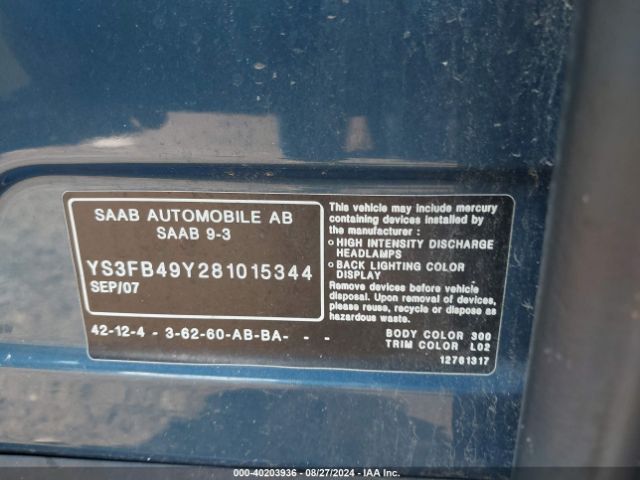 SAAB AUTOMOBILE AB
SAAB 9-3
YS3FB49Y281015344
SEP/07
42-12-4 - 3-62-60-AB-BA- - -
This vehicle may include mercury
containing devices installed by
the manufacturer :
○ HIGH INTENSITY DISCHARGE
HEADLAMPS
○ BACK LIGHTING COLOR
DISPLAY
Remove devices before vehicle
disposal. Upon removal of devices,
please reuse, recycle or dispose as
hazardous waste.
BODY COLOR 300
TRIM COLOR L02
12761317
000-40203936 - 08/27/2024 - IAA Inc.